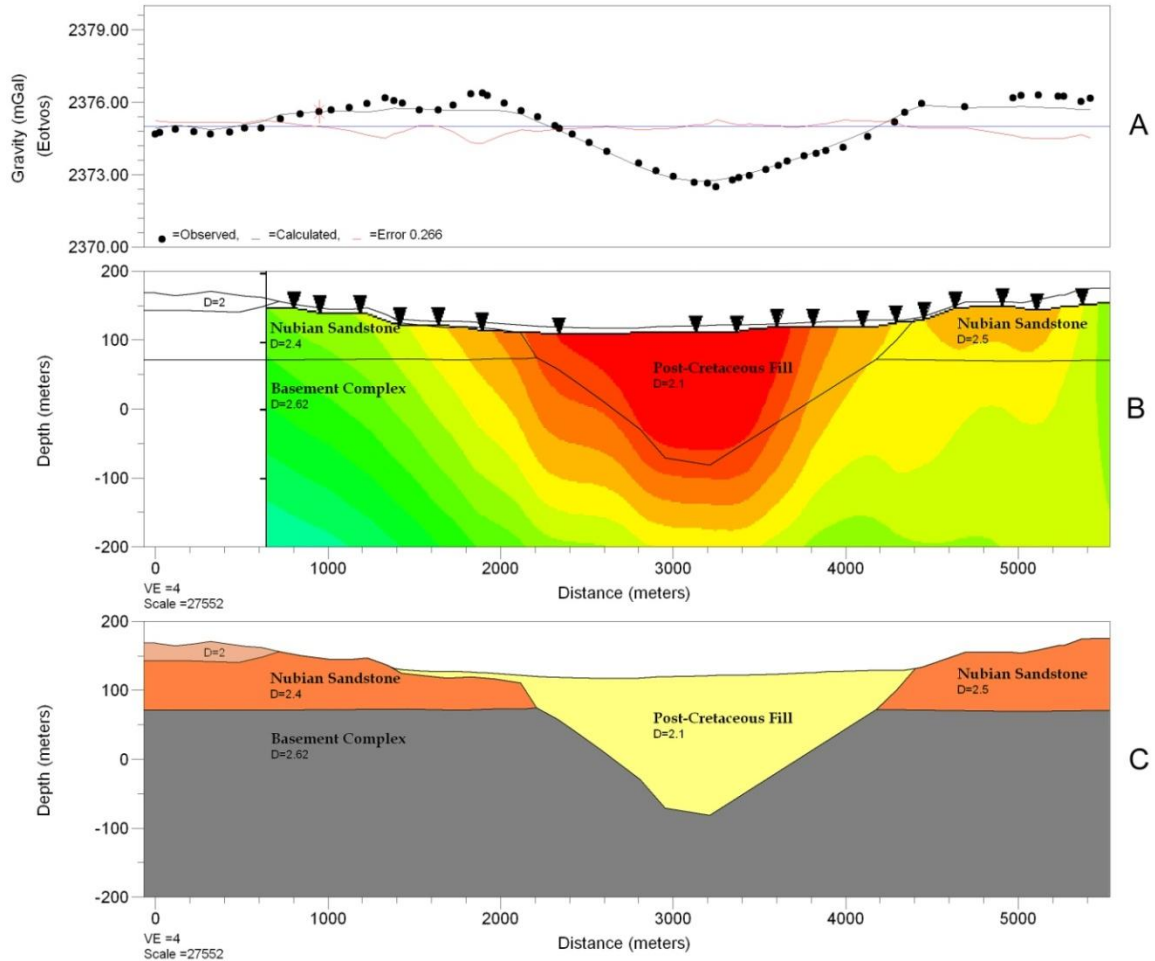 2379.00
2376.00
2373.00
2370.00
Gravity (mGal)
(Eotvos)
=Observed, =Calculated, =Error 0.266
A
200
100
0
-100
-200
Depth (meters)
D=2
Nubian Sandstone
D=2.4
Basement Complex
D=2.62
Post-Cretaceous Fill
D=2.1
Nubian Sandstone
D=2.5
B
0 1000 2000 3000 4000 5000
Distance (meters)
VE =4
Scale =27552
200
100
0
-100
-200
Depth (meters)
D=2
Nubian Sandstone
D=2.4
Basement Complex
D=2.62
Post-Cretaceous Fill
D=2.1
Nubian Sandstone
D=2.5
C
0 1000 2000 3000 4000 5000
Distance (meters)
VE =4
Scale =27552